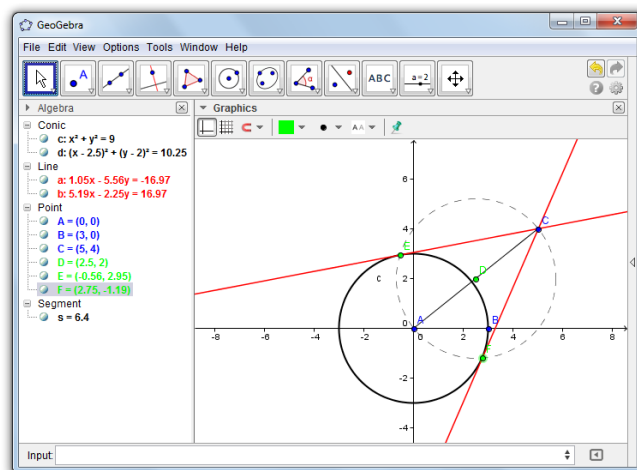 GeoGebra
File Edit View Options Tools Window Help
A
α
ABC
a=2
Algebra
Graphics
AA
Conic
c: x² + y² = 9
d: (x - 2.5)² + (y - 2)² = 10.25
Line
a: 1.05x - 5.56y = -16.97
b: 5.19x - 2.25y = 16.97
Point
A = (0, 0)
B = (3, 0)
C = (5, 4)
D = (2.5, 2)
E = (-0.56, 2.95)
F = (2.75, -1.19)
Segment
s = 6.4
6
C
4
E
D
c
2
A
B
0
-8 -6 -4 -2 0 2 4 6 8
F
-2
-4
Input: